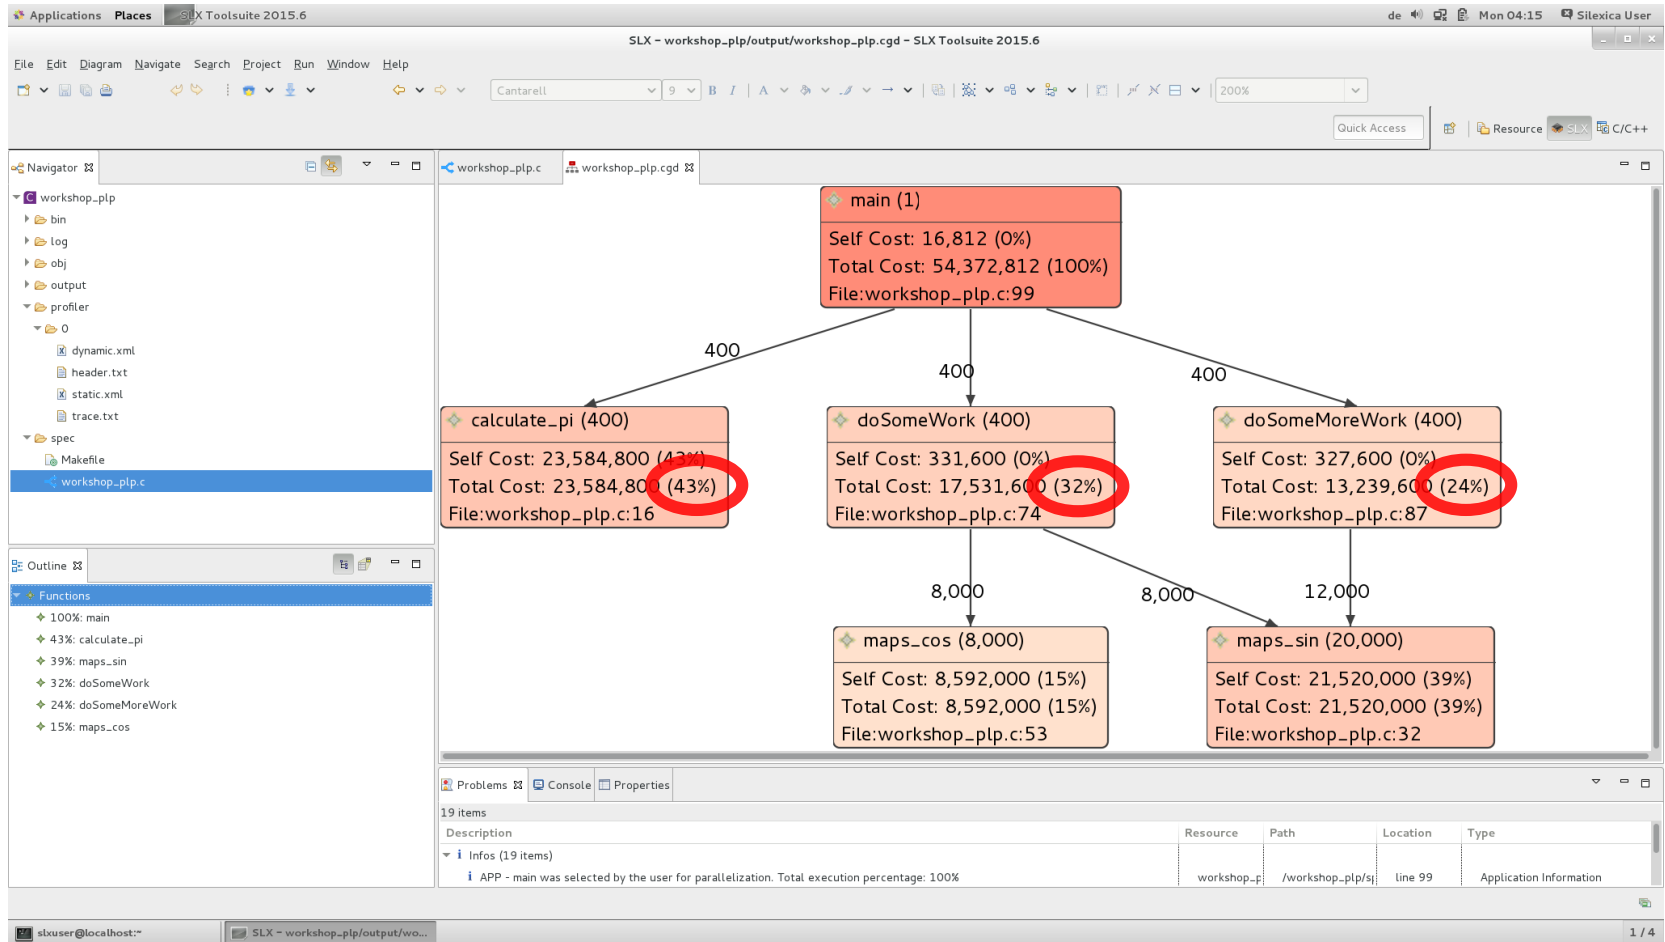 Applications Places SLX Toolsuite 2015.6 de Mon 04:15 Silexica User
SLX - workshop_plp/output/workshop_plp.cgd - SLX Toolsuite 2015.6
File Edit Diagram Navigate Search Project Run Window Help
Cantarell 9 B I A 200%
Quick Access Resource SLX C/C++
Navigator
workshop_plp
bin
log
obj
output
profiler
0
dynamic.xml
header.txt
static.xml
trace.txt
spec
Makefile
workshop_plp.c
Outline
Functions
100%: main
43%: calculate_pi
39%: maps_sin
32%: doSomeWork
24%: doSomeMoreWork
15%: maps_cos
workshop_plp.c workshop_plp.cgd
main (1)
Self Cost: 16,812 (0%)
Total Cost: 54,372,812 (100%)
File:workshop_plp.c:99
400
400
400
calculate_pi (400)
Self Cost: 23,584,800 (43%)
Total Cost: 23,584,800 (43%)
File:workshop_plp.c:16
doSomeWork (400)
Self Cost: 331,600 (0%)
Total Cost: 17,531,600 (32%)
File:workshop_plp.c:74
doSomeMoreWork (400)
Self Cost: 327,600 (0%)
Total Cost: 13,239,600 (24%)
File:workshop_plp.c:87
8,000
8,000
12,000
maps_cos (8,000)
Self Cost: 8,592,000 (15%)
Total Cost: 8,592,000 (15%)
File:workshop_plp.c:53
maps_sin (20,000)
Self Cost: 21,520,000 (39%)
Total Cost: 21,520,000 (39%)
File:workshop_plp.c:32
Problems Console Properties
19 items
Description Resource Path Location Type
Infos (19 items)
APP - main was selected by the user for parallelization. Total execution percentage: 100% workshop_p /workshop_plp/sp line 99 Application Information
slxuser@localhost:~ SLX - workshop_plp/output/wo... 1 / 4